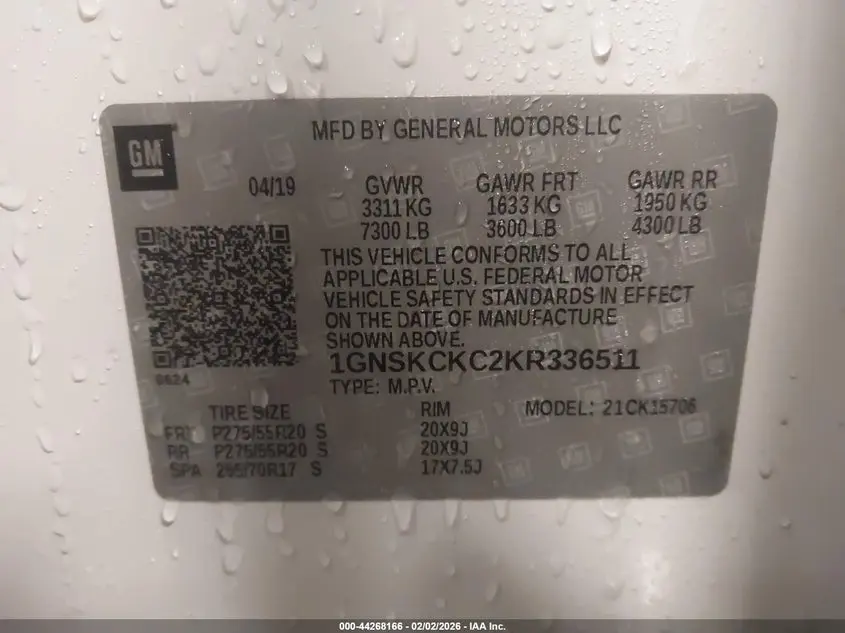 GM
MFD BY GENERAL MOTORS LLC
04/19 GVWR GAWR FRT GAWR RR
3311 KG 1633 KG 1950 KG
7300 LB 3600 LB 4300 LB
THIS VEHICLE CONFORMS TO ALL
APPLICABLE U.S. FEDERAL MOTOR
VEHICLE SAFETY STANDARDS IN EFFECT
ON THE DATE OF MANUFACTURE
SHOWN ABOVE.
1GNSKCKC2KR336511
0624
TYPE: M.P.V.
TIRE SIZE RIM MODEL: 21CK15706
FRT P275/55R20 S 20X9J
RR P275/55R20 S 20X9J
SPA 265/70R17 S 17X7.5J
000-44268166 - 02/02/2026 - IAA Inc.